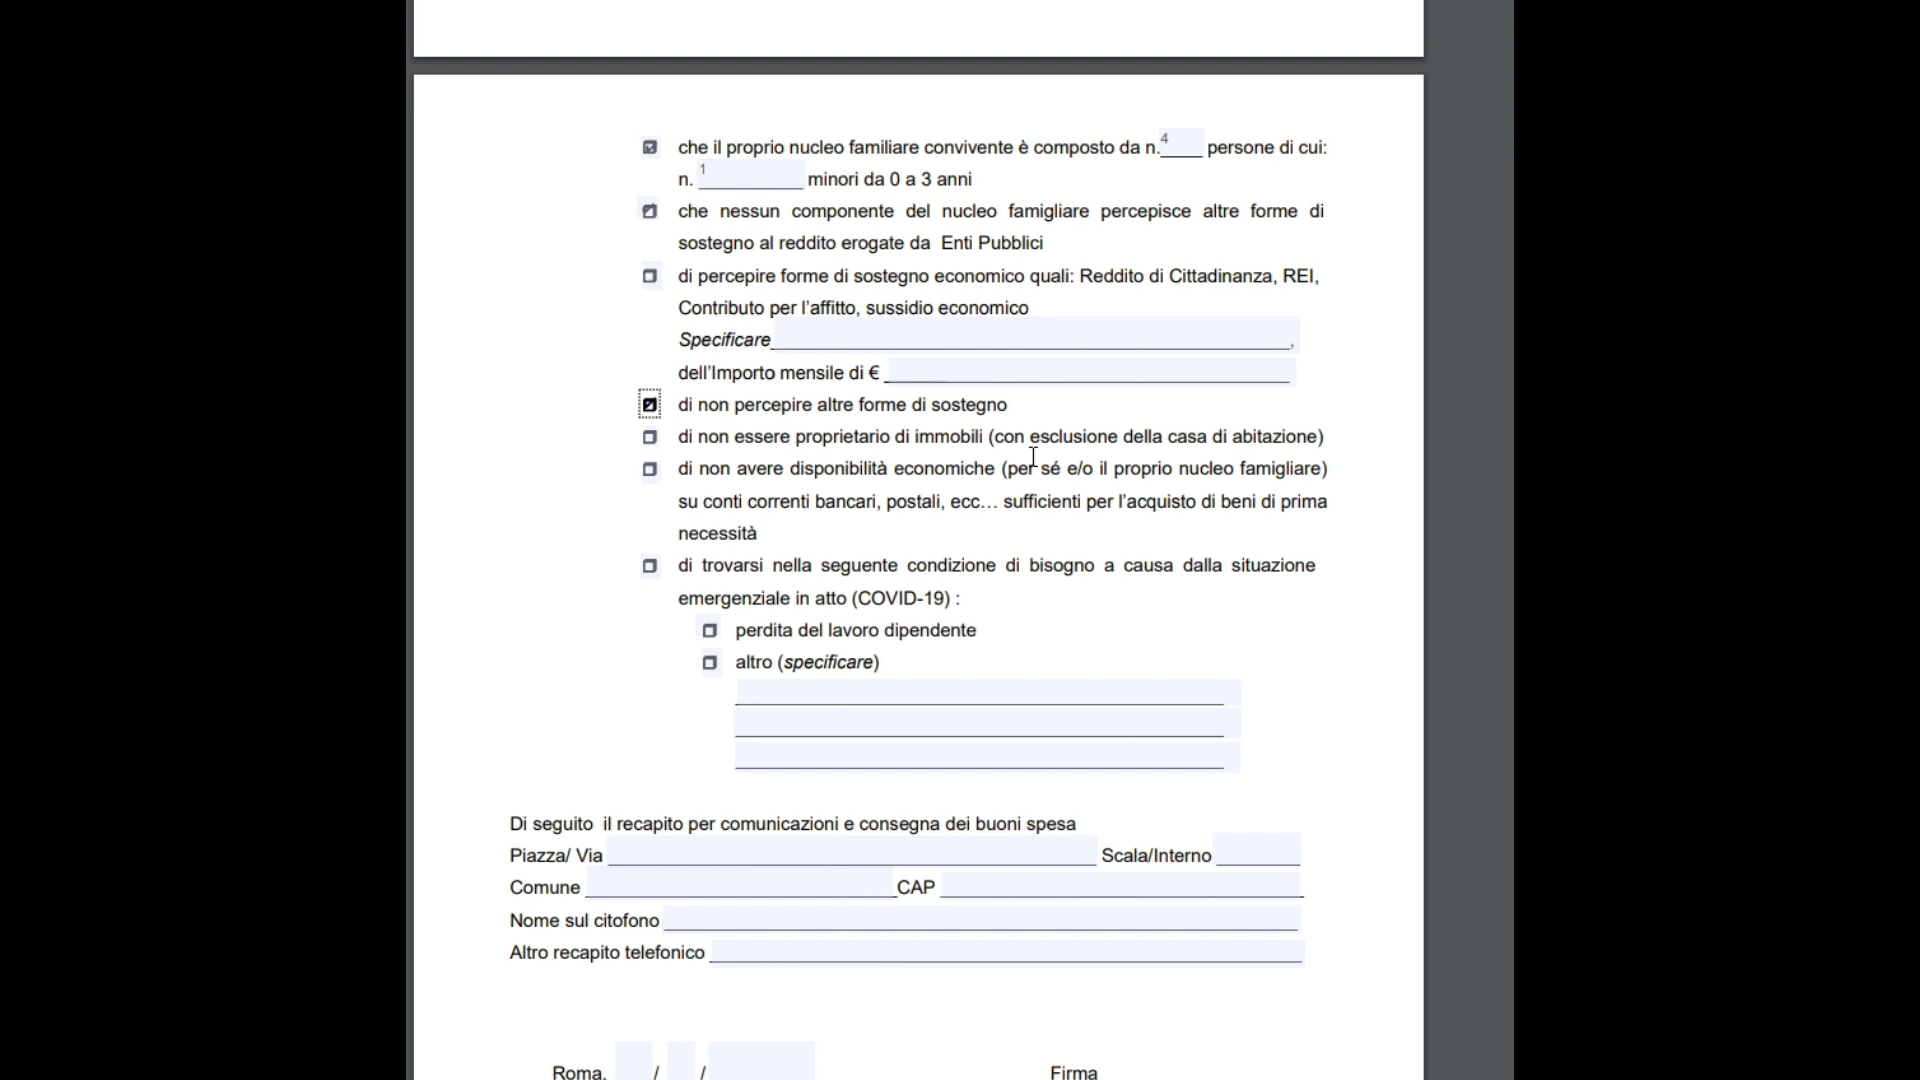 che il proprio nucleo familiare convivente è composto da n. 4 persone di cui:
n. 1 minori da 0 a 3 anni
che nessun componente del nucleo famigliare percepisce altre forme di
sostegno al reddito erogate da Enti Pubblici
di percepire forme di sostegno economico quali: Reddito di Cittadinanza, REI,
Contributo per l'affitto, sussidio economico
Specificare ,
dell'Importo mensile di €
di non percepire altre forme di sostegno
di non essere proprietario di immobili (con esclusione della casa di abitazione)
di non avere disponibilità economiche (per sé e/o il proprio nucleo famigliare)
su conti correnti bancari, postali, ecc... sufficienti per l'acquisto di beni di prima
necessità
di trovarsi nella seguente condizione di bisogno a causa dalla situazione
emergenziale in atto (COVID-19) :
perdita del lavoro dipendente
altro (specificare)
Di seguito il recapito per comunicazioni e consegna dei buoni spesa
Piazza/ Via Scala/Interno
Comune CAP
Nome sul citofono
Altro recapito telefonico
Roma, / / Firma